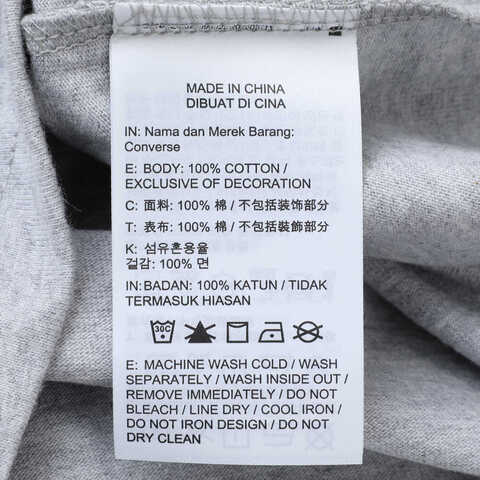 MADE IN CHINA
DIBUAT DI CINA
IN: Nama dan Merek Barang:
Converse
E: BODY: 100% COTTON /
EXCLUSIVE OF DECORATION
C: 面料: 100% 棉 / 不包括装饰部分
T: 表布: 100% 棉 / 不包括裝飾部分
K: 섬유혼용율
겉감: 100% 면
IN: BADAN: 100% KATUN / TIDAK
TERMASUK HIASAN
30C
E: MACHINE WASH COLD / WASH
SEPARATELY / WASH INSIDE OUT /
REMOVE IMMEDIATELY / DO NOT
BLEACH / LINE DRY / COOL IRON /
DO NOT IRON DESIGN / DO NOT
DRY CLEAN